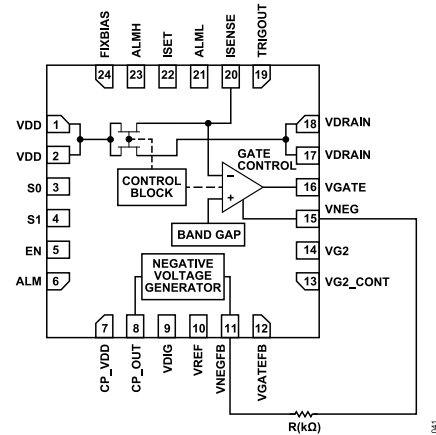 FIXBIAS
ALMH
ISET
ALML
ISENSE
TRIGOUT
24
23
22
21
20
19
VDD
1
VDD
2
S0
3
S1
4
EN
5
ALM
6
CONTROL
BLOCK
GATE
CONTROL
−
+
BAND GAP
NEGATIVE
VOLTAGE
GENERATOR
18
VDRAIN
17
VDRAIN
16
VGATE
15
VNEG
14
VG2
13
VG2_CONT
7
8
9
10
11
12
CP_VDD
CP_OUT
VDIG
VREF
VNEGFB
VGATEFB
R(kΩ)
041